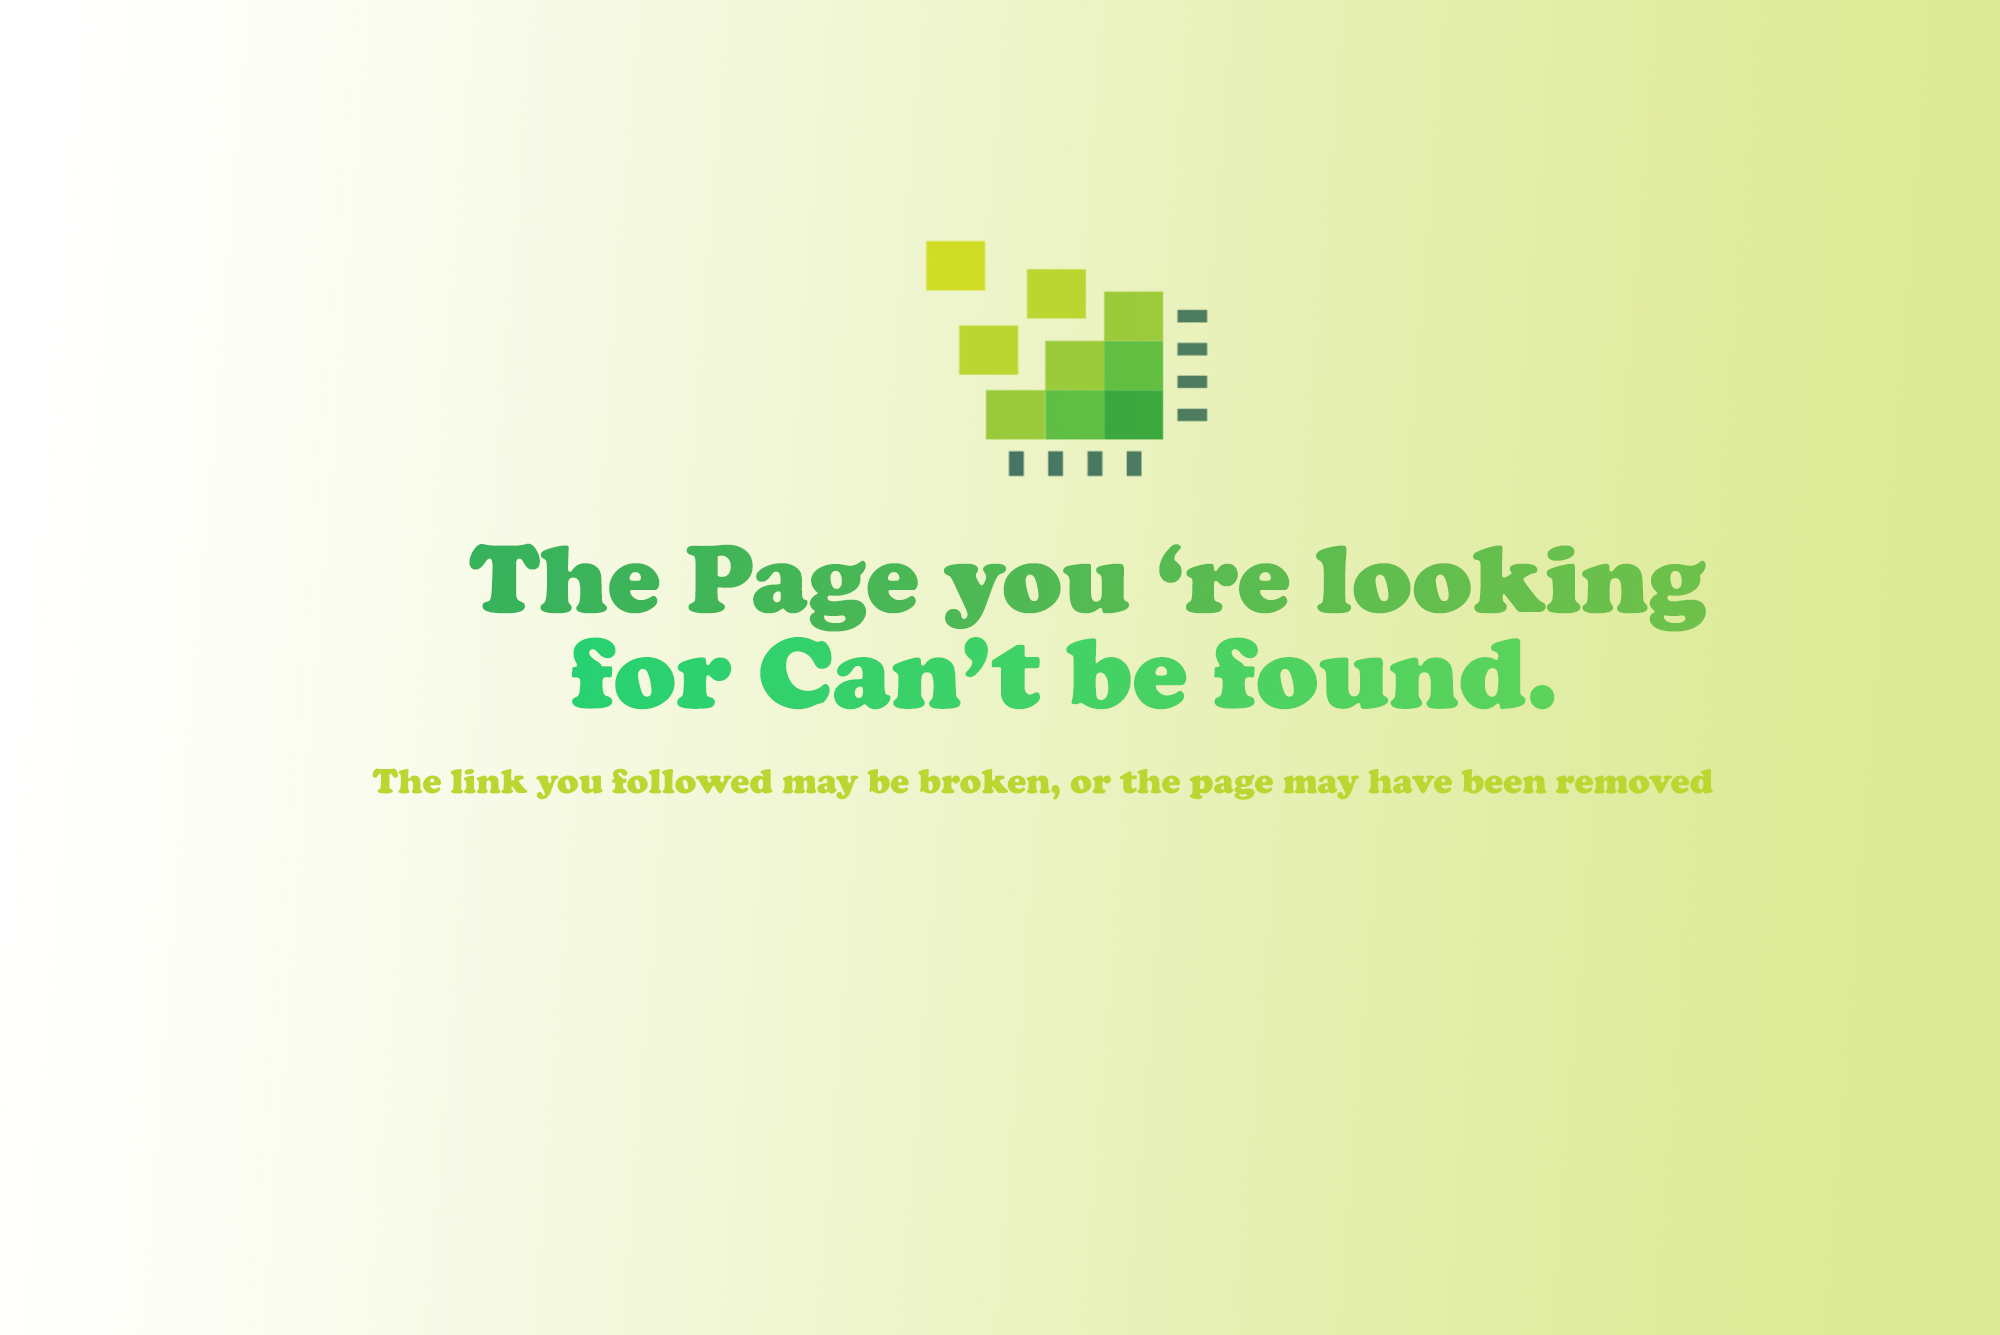 The Page you ‘re looking
for Can’t be found.
The link you followed may be broken, or the page may have been removed